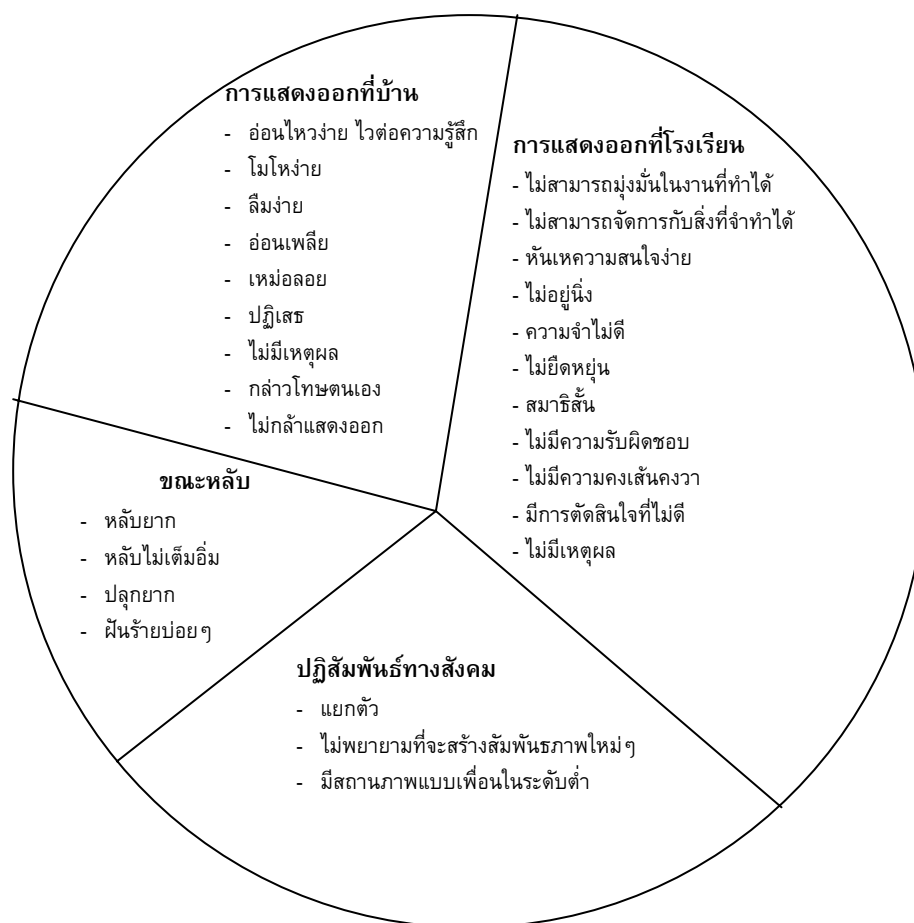 การแสดงออกที่บ้าน
- อ่อนไหวง่าย ไวต่อความรู้สึก
- โมโหง่าย
- ลืมง่าย
- อ่อนเพลีย
- เหม่อลอย
- ปฏิเสธ
- ไม่มีเหตุผล
- กล่าวโทษตนเอง
- ไม่กล้าแสดงออก
การแสดงออกที่โรงเรียน
- ไม่สามารถมุ่งมั่นในงานที่ทำได้
- ไม่สามารถจัดการกับสิ่งที่จำทำได้
- หันเหความสนใจง่าย
- ไม่อยู่นิ่ง
- ความจำไม่ดี
- ไม่ยืดหยุ่น
- สมาธิสั้น
- ไม่มีความรับผิดชอบ
- ไม่มีความคงเส้นคงวา
- มีการตัดสินใจที่ไม่ดี
- ไม่มีเหตุผล
ขณะหลับ
- หลับยาก
- หลับไม่เต็มอิ่ม
- ปลุกยาก
- ฝันร้ายบ่อยๆ
ปฏิสัมพันธ์ทางสังคม
- แยกตัว
- ไม่พยายามที่จะสร้างสัมพันธภาพใหม่ๆ
- มีสถานภาพแบบเพื่อนในระดับต่ำ